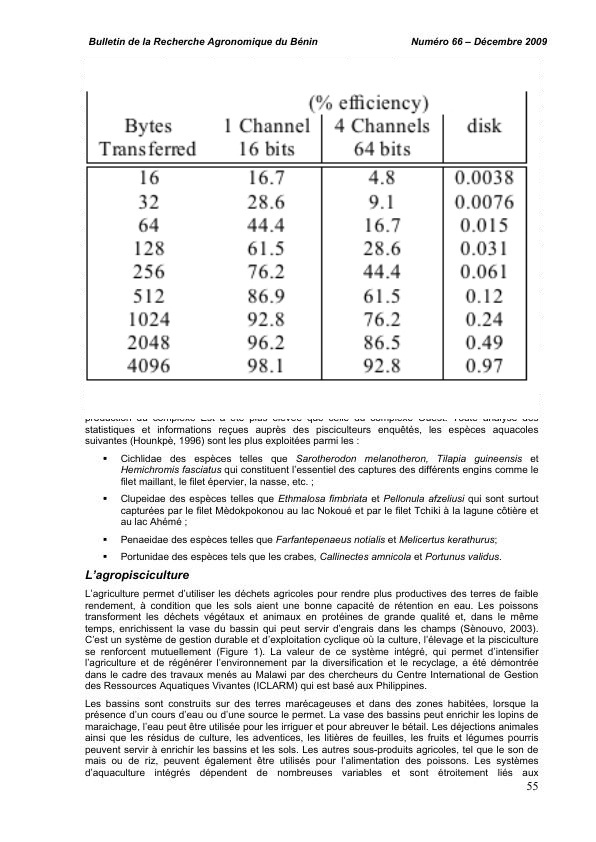 Bulletin de la Recherche Agronomique du Bénin Numéro 66 – Décembre 2009
(% efficiency)
Bytes 1 Channel 4 Channels disk
Transferred 16 bits 64 bits
16 16.7 4.8 0.0038
32 28.6 9.1 0.0076
64 44.4 16.7 0.015
128 61.5 28.6 0.031
256 76.2 44.4 0.061
512 86.9 61.5 0.12
1024 92.8 76.2 0.24
2048 96.2 86.5 0.49
4096 98.1 92.8 0.97
production du complexe Est a été plus élevée que celle du complexe Ouest. Toute analyse des
statistiques et informations reçues auprès des pisciculteurs enquêtés, les espèces aquacoles
suivantes (Hounkpè, 1996) sont les plus exploitées parmi les :
▪ Cichlidae des espèces telles que Sarotherodon melanotheron, Tilapia guineensis et
Hemichromis fasciatus qui constituent l’essentiel des captures des différents engins comme le
filet maillant, le filet épervier, la nasse, etc. ;
▪ Clupeidae des espèces telles que Ethmalosa fimbriata et Pellonula afzeliusi qui sont surtout
capturées par le filet Mèdokpokonou au lac Nokoué et par le filet Tchiki à la lagune côtière et
au lac Ahémé ;
▪ Penaeidae des espèces telles que Farfantepenaeus notialis et Melicertus kerathurus;
▪ Portunidae des espèces tels que les crabes, Callinectes amnicola et Portunus validus.
L’agropisciculture
L’agriculture permet d’utiliser les déchets agricoles pour rendre plus productives des terres de faible
rendement, à condition que les sols aient une bonne capacité de rétention en eau. Les poissons
transforment les déchets végétaux et animaux en protéines de grande qualité et, dans le même
temps, enrichissent la vase du bassin qui peut servir d’engrais dans les champs (Sènouvo, 2003).
C’est un système de gestion durable et d’exploitation cyclique où la culture, l’élevage et la pisciculture
se renforcent mutuellement (Figure 1). La valeur de ce système intégré, qui permet d’intensifier
l’agriculture et de régénérer l’environnement par la diversification et le recyclage, a été démontrée
dans le cadre des travaux menés au Malawi par des chercheurs du Centre International de Gestion
des Ressources Aquatiques Vivantes (ICLARM) qui est basé aux Philippines.
Les bassins sont construits sur des terres marécageuses et dans des zones habitées, lorsque la
présence d’un cours d’eau ou d’une source le permet. La vase des bassins peut enrichir les lopins de
maraichage, l’eau peut être utilisée pour les irriguer et pour abreuver le bétail. Les déjections animales
ainsi que les résidus de culture, les adventices, les litières de feuilles, les fruits et légumes pourris
peuvent servir à enrichir les bassins et les sols. Les autres sous-produits agricoles, tel que le son de
mais ou de riz, peuvent également être utilisés pour l’alimentation des poissons. Les systèmes
d’aquaculture intégrés dépendent de nombreuses variables et sont étroitement liés aux
55